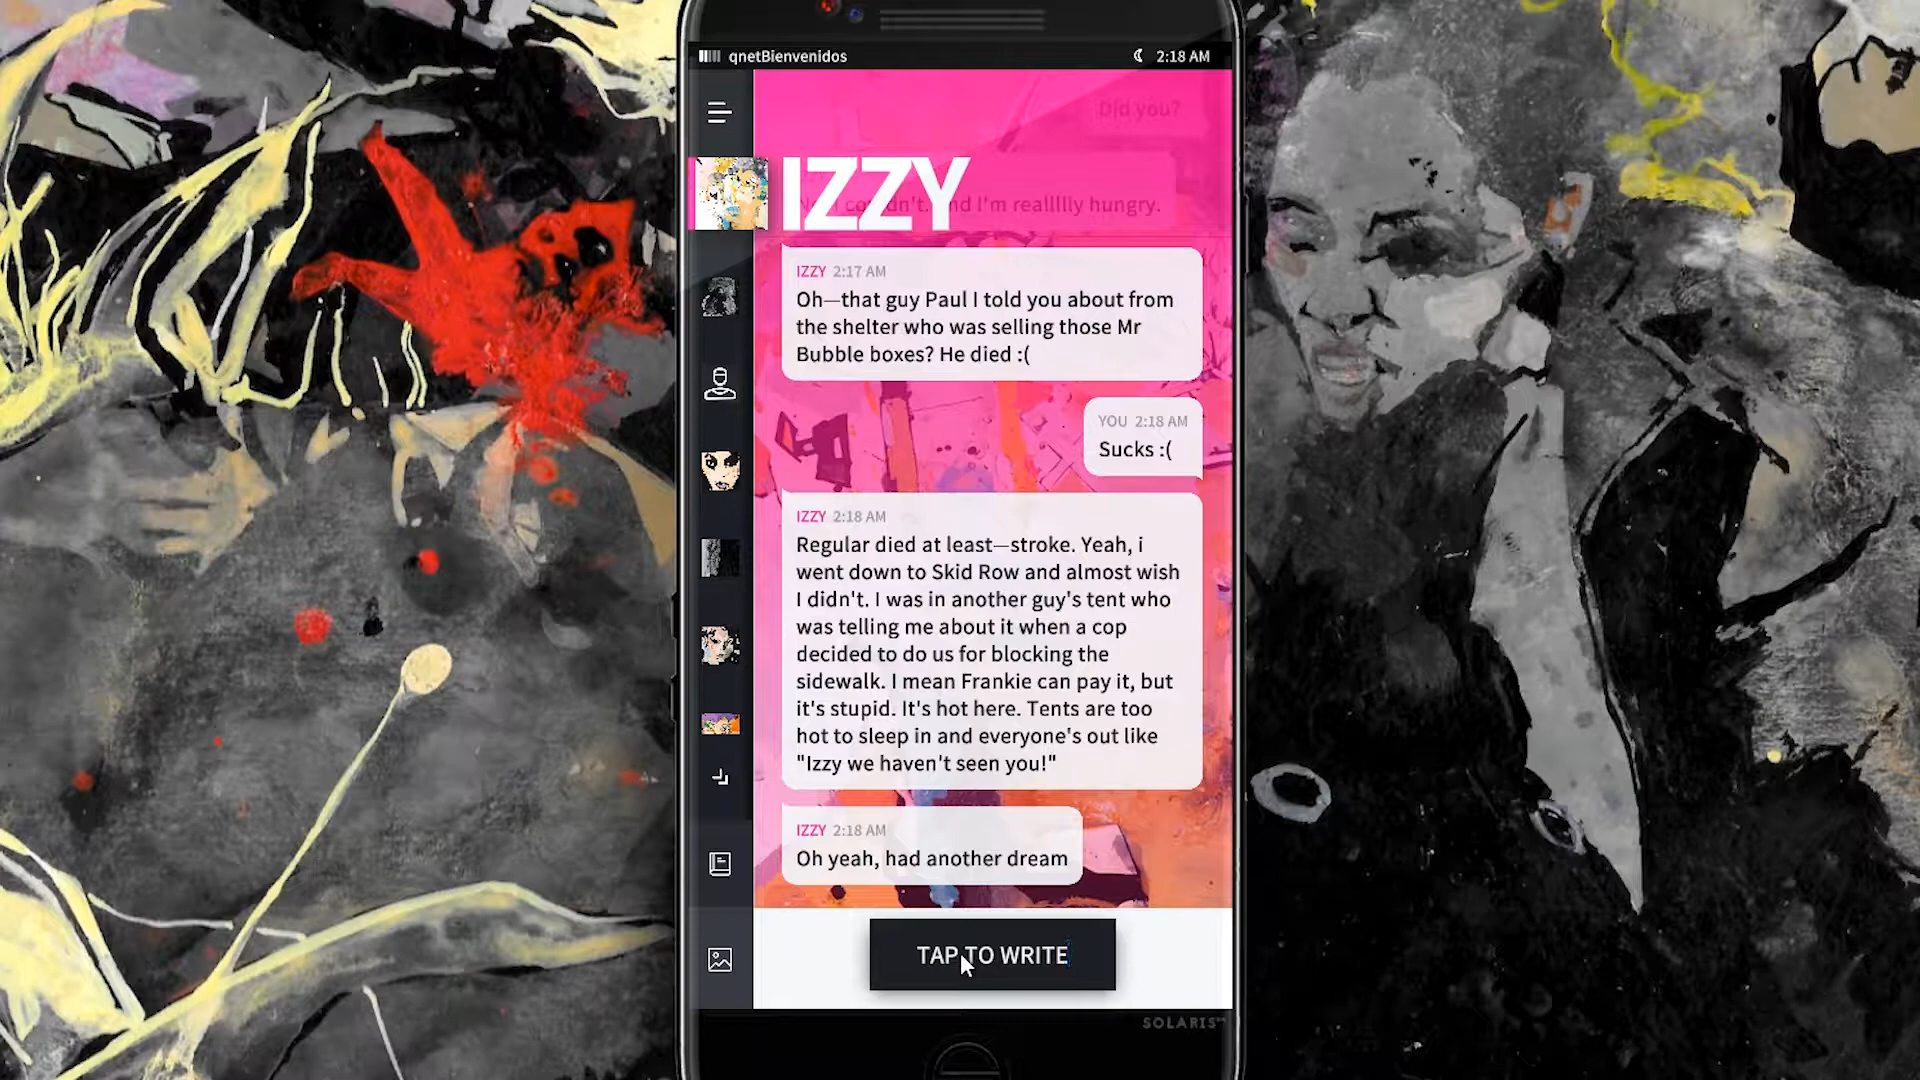 qnetBienvenidos
2:18 AM
Did you?
IZZY
I'm reallllly hungry.
IZZY 2:17 AM
Oh—that guy Paul I told you about from
the shelter who was selling those Mr
Bubble boxes? He died :(
YOU 2:18 AM
Sucks :(
IZZY 2:18 AM
Regular died at least—stroke. Yeah, i
went down to Skid Row and almost wish
I didn't. I was in another guy's tent who
was telling me about it when a cop
decided to do us for blocking the
sidewalk. I mean Frankie can pay it, but
it's stupid. It's hot here. Tents are too
hot to sleep in and everyone's out like
"Izzy we haven't seen you!"
IZZY 2:18 AM
Oh yeah, had another dream
TAP TO WRITE
SOLARIS